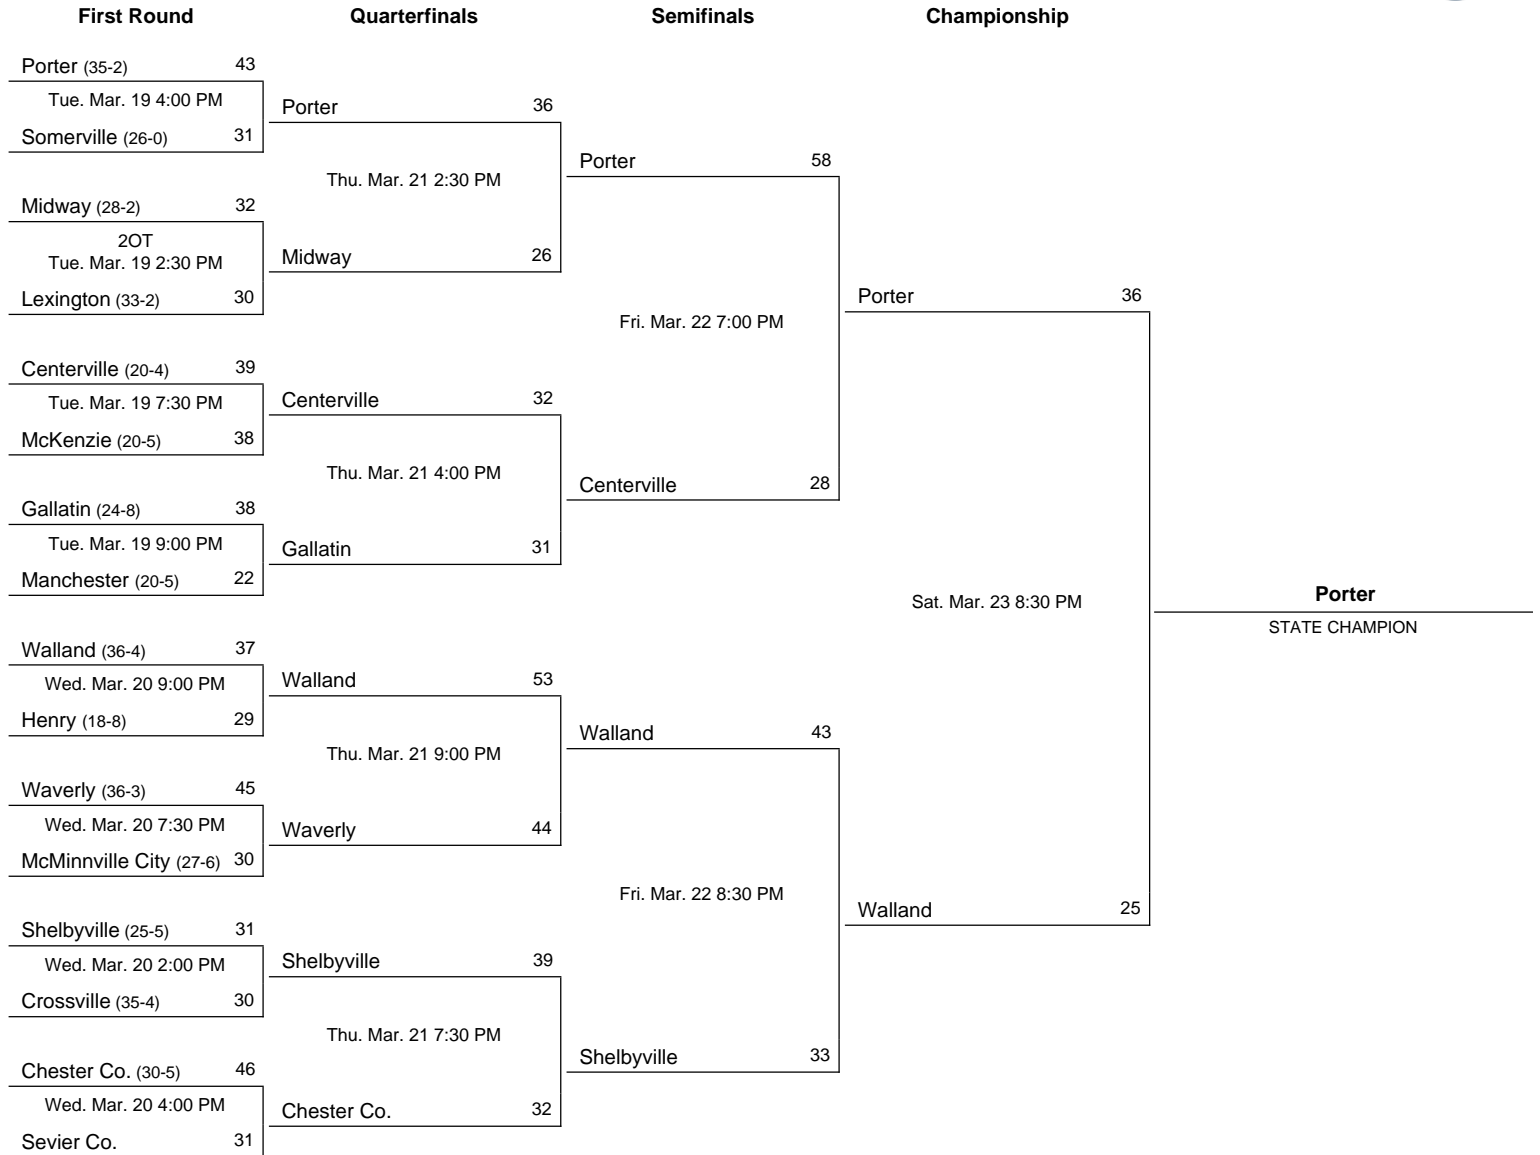 First Round
Quarterfinals
Semifinals
Championship
Porter (35-2) 43
Tue. Mar. 19 4:00 PM
Somerville (26-0) 31
Midway (28-2) 32
2OT
Tue. Mar. 19 2:30 PM
Lexington (33-2) 30
Centerville (20-4) 39
Tue. Mar. 19 7:30 PM
McKenzie (20-5) 38
Gallatin (24-8) 38
Tue. Mar. 19 9:00 PM
Manchester (20-5) 22
Walland (36-4) 37
Wed. Mar. 20 9:00 PM
Henry (18-8) 29
Waverly (36-3) 45
Wed. Mar. 20 7:30 PM
McMinnville City (27-6) 30
Shelbyville (25-5) 31
Wed. Mar. 20 2:00 PM
Crossville (35-4) 30
Chester Co. (30-5) 46
Wed. Mar. 20 4:00 PM
Sevier Co. 31
Porter 36
Thu. Mar. 21 2:30 PM
Midway 26
Centerville 32
Thu. Mar. 21 4:00 PM
Gallatin 31
Walland 53
Thu. Mar. 21 9:00 PM
Waverly 44
Shelbyville 39
Thu. Mar. 21 7:30 PM
Chester Co. 32
Porter 58
Fri. Mar. 22 7:00 PM
Centerville 28
Walland 43
Fri. Mar. 22 8:30 PM
Shelbyville 33
Porter 36
Sat. Mar. 23 8:30 PM
Walland 25
Porter
STATE CHAMPION